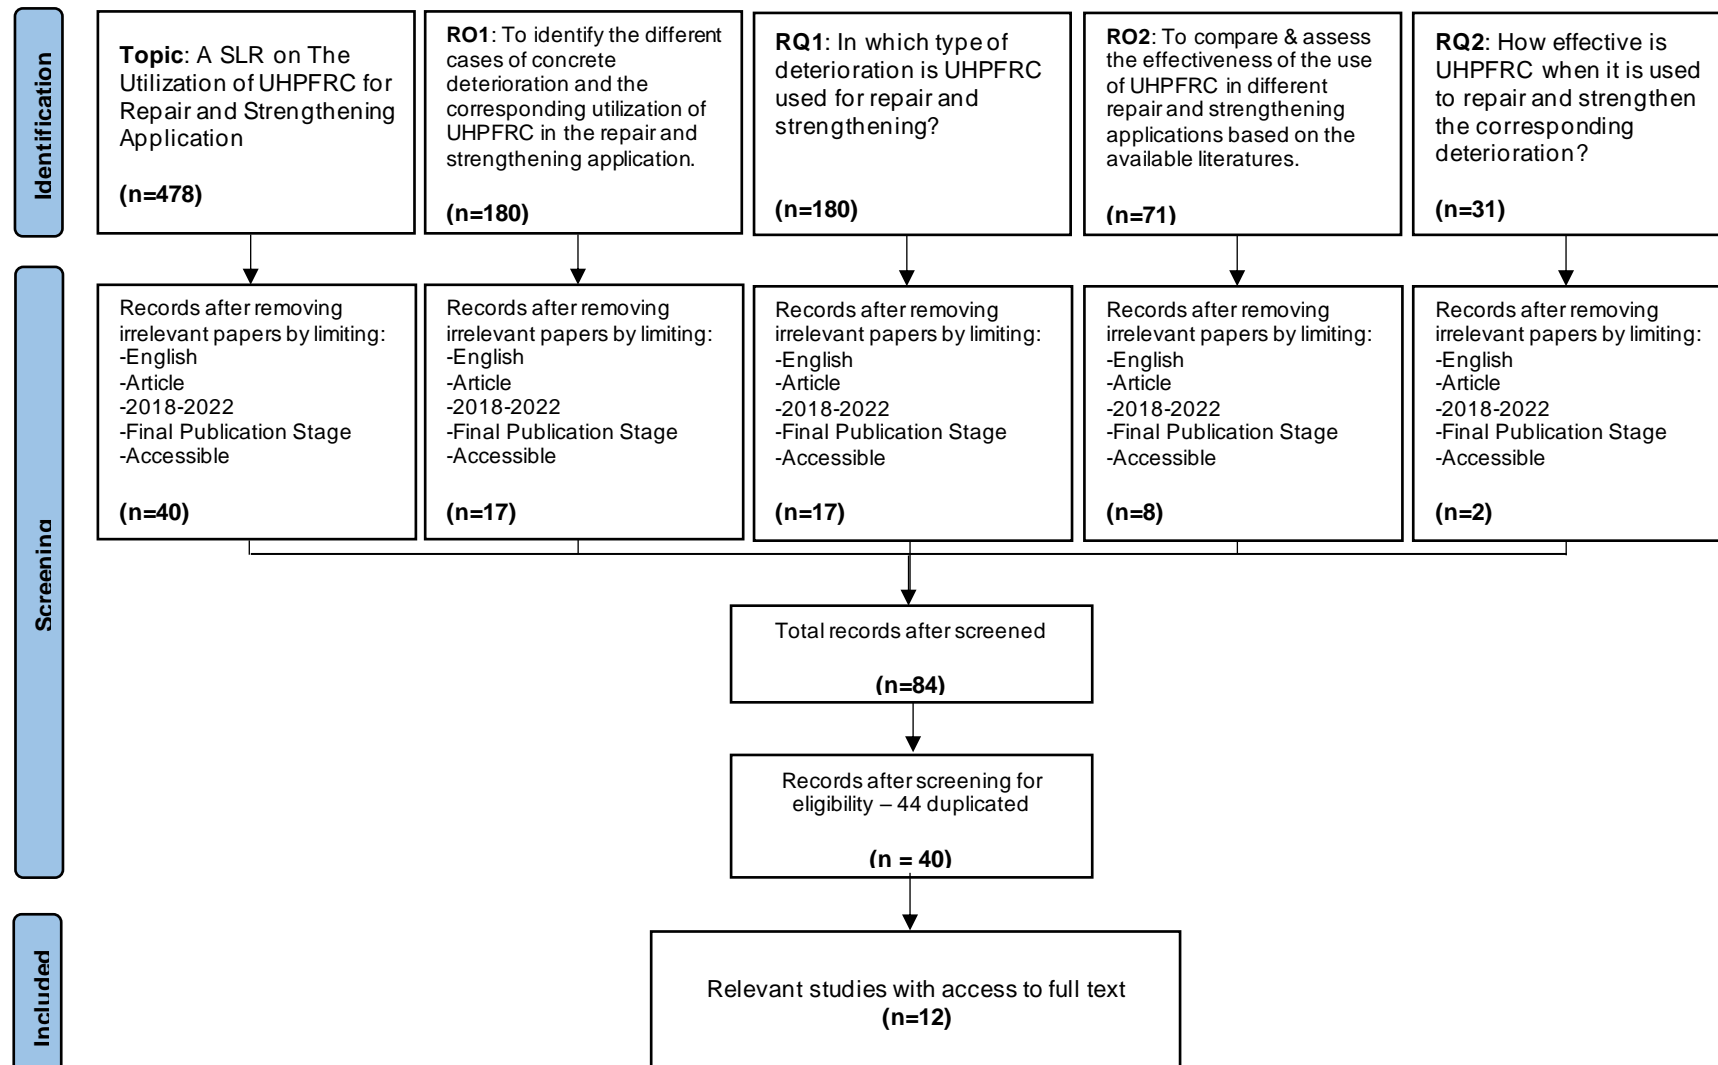 Identification
Topic: A SLR on The
Utilization of UHPFRC for
Repair and Strengthening
Application
(n=478)
RO1: To identify the different
cases of concrete
deterioration and the
corresponding utilization of
UHPFRC in the repair and
strengthening application.
(n=180)
RQ1: In which type of
deterioration is UHPFRC
used for repair and
strengthening?
(n=180)
RO2: To compare & assess
the effectiveness of the use
of UHPFRC in different
repair and strengthening
applications based on the
available literatures.
(n=71)
RQ2: How effective is
UHPFRC when it is used
to repair and strengthen
the corresponding
deterioration?
(n=31)
Screening
Records after removing
irrelevant papers by limiting:
-English
-Article
-2018-2022
-Final Publication Stage
-Accessible
(n=40)
Records after removing
irrelevant papers by limiting:
-English
-Article
-2018-2022
-Final Publication Stage
-Accessible
(n=17)
Records after removing
irrelevant papers by limiting:
-English
-Article
-2018-2022
-Final Publication Stage
-Accessible
(n=17)
Records after removing
irrelevant papers by limiting:
-English
-Article
-2018-2022
-Final Publication Stage
-Accessible
(n=8)
Records after removing
irrelevant papers by limiting:
-English
-Article
-2018-2022
-Final Publication Stage
-Accessible
(n=2)
Total records after screened
(n=84)
Records after screening for
eligibility – 44 duplicated
(n = 40)
Included
Relevant studies with access to full text
(n=12)